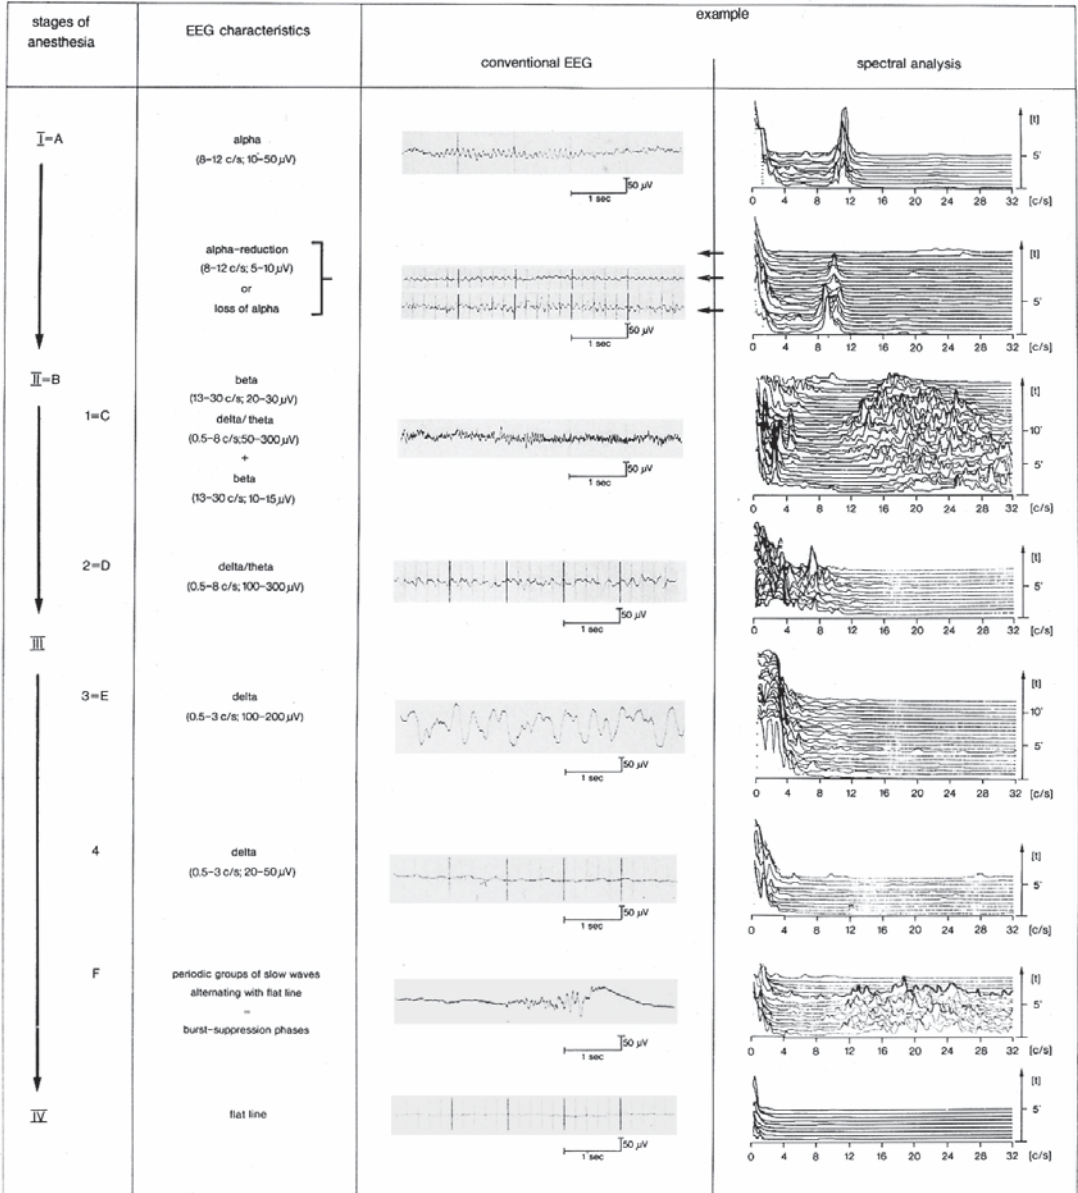 stages of
anesthesia
EEG characteristics
example
conventional EEG
spectral analysis
I=A
alpha
(8-12 c/s; 10-50 µV)
50 µV
1 sec
[t]
5'
0 4 8 12 16 20 24 28 32 [c/s]
alpha-reduction
(8-12 c/s; 5-10 µV)
or
loss of alpha
50 µV
1 sec
[t]
5'
0 4 8 12 16 20 24 28 32 [c/s]
II=B
1=C
beta
(13-30 c/s; 20-30 µV)
delta/theta
(0.5-8 c/s; 50-300 µV)
+
beta
(13-30 c/s; 10-15 µV)
50 µV
1 sec
[t]
10'
5'
0 4 8 12 16 20 24 28 32 [c/s]
2=D
delta/theta
(0.5-8 c/s; 100-300 µV)
50 µV
1 sec
[t]
5'
0 4 8 12 16 20 24 28 32 [c/s]
III
3=E
delta
(0.5-3 c/s; 100-200 µV)
50 µV
1 sec
[t]
10'
5'
0 4 8 12 16 20 24 28 32 [c/s]
4
delta
(0.5-3 c/s; 20-50 µV)
50 µV
1 sec
[t]
5'
0 4 8 12 16 20 24 28 32 [c/s]
F
periodic groups of slow waves
alternating with flat line
=
burst-suppression phases
50 µV
1 sec
[t]
5'
0 4 8 12 16 20 24 28 32 [c/s]
IV
flat line
50 µV
1 sec
[t]
5'
0 4 8 12 16 20 24 28 32 [c/s]